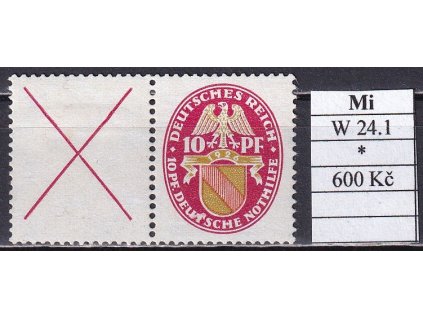 DEUTSCHES REICH
10 PF
10 PF. DEUTSCHE NOTHILFE
Mi
W 24.1
*
600 Kč